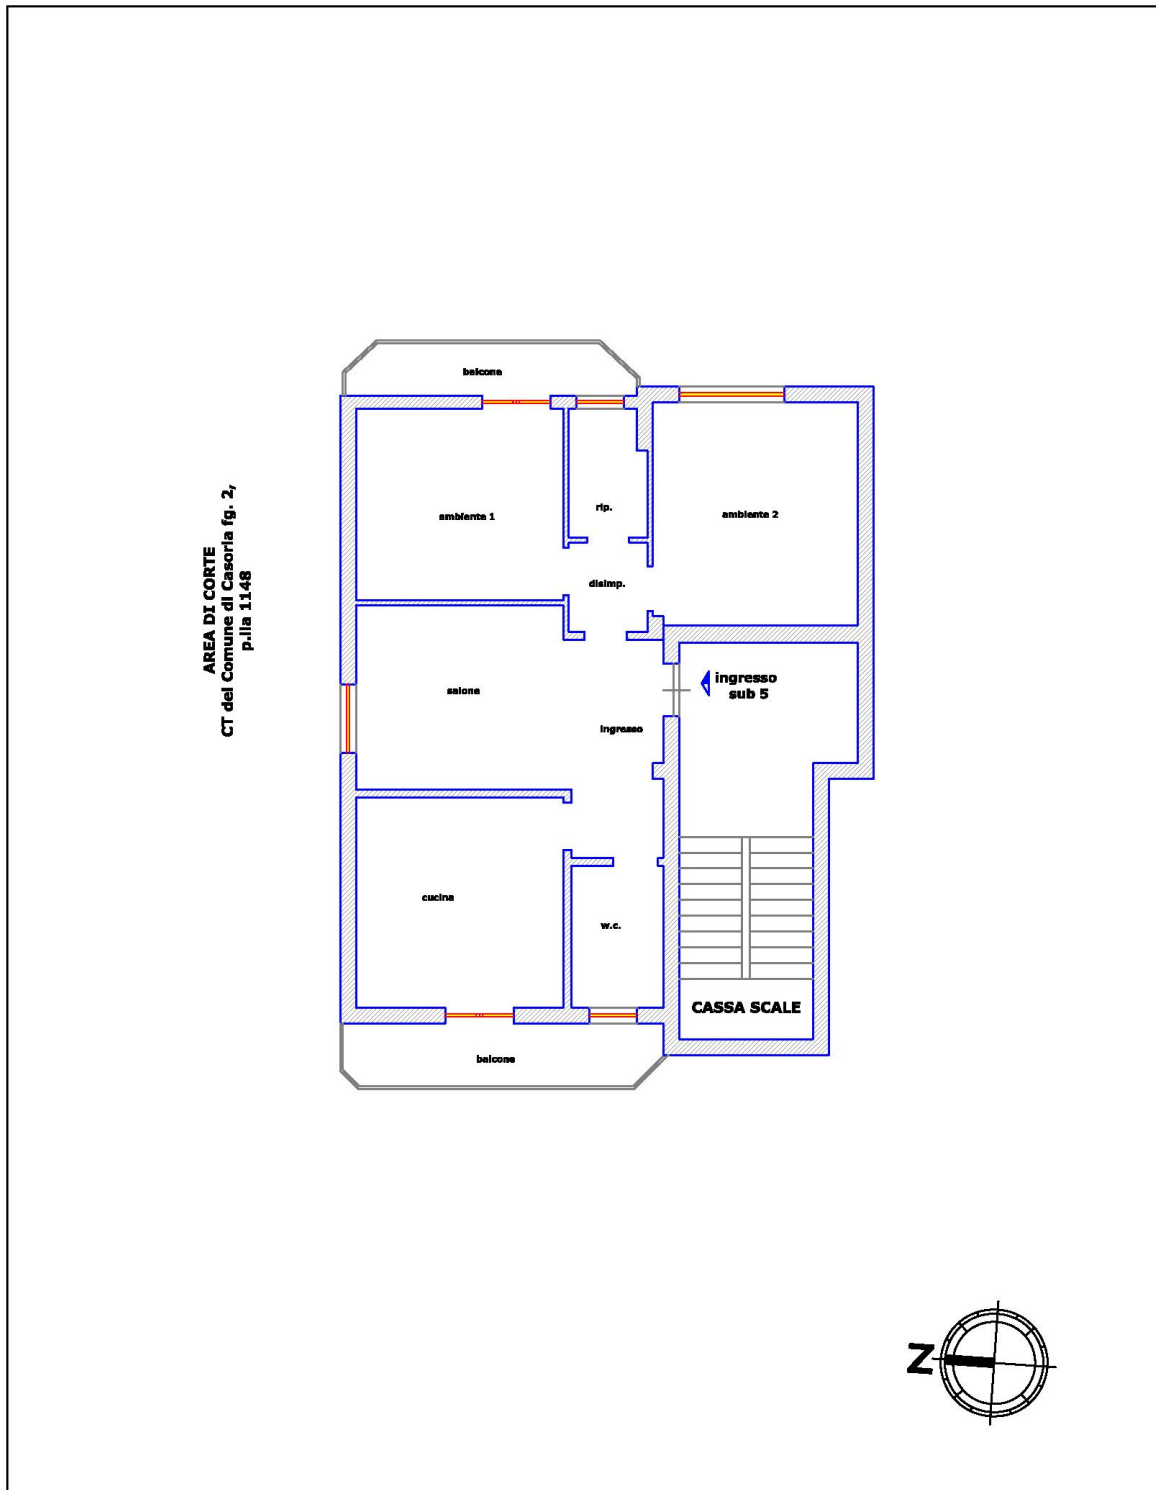 balcone
ambiente 1
rip.
ambiente 2
disimp.
AREA DI CORTE
CT del Comune di Casoria fg. 2,
p.lla 1148
salone
ingresso
sub 5
ingresso
cucina
w.c.
CASSA SCALE
balcone
N